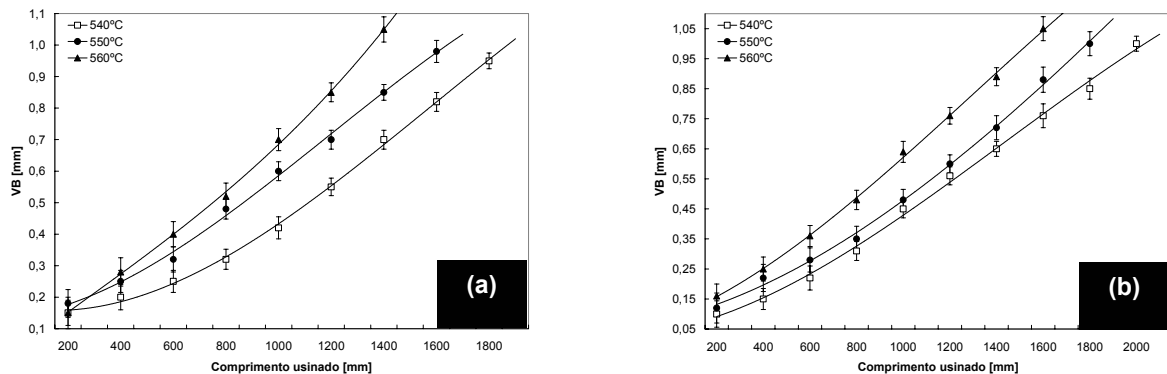 1,1
1,0
0,9
0,8
0,7
0,6
0,5
0,4
0,3
0,2
0,1
VB [mm]
540ºC
550ºC
560ºC
200 400 600 800 1000 1200 1400 1600 1800
Comprimento usinado [mm]
(a)
1,05
0,95
0,85
0,75
0,65
0,55
0,45
0,35
0,25
0,15
0,05
VB [mm]
540ºC
550ºC
560ºC
200 400 600 800 1000 1200 1400 1600 1800 2000
Comprimento usinado [mm]
(b)